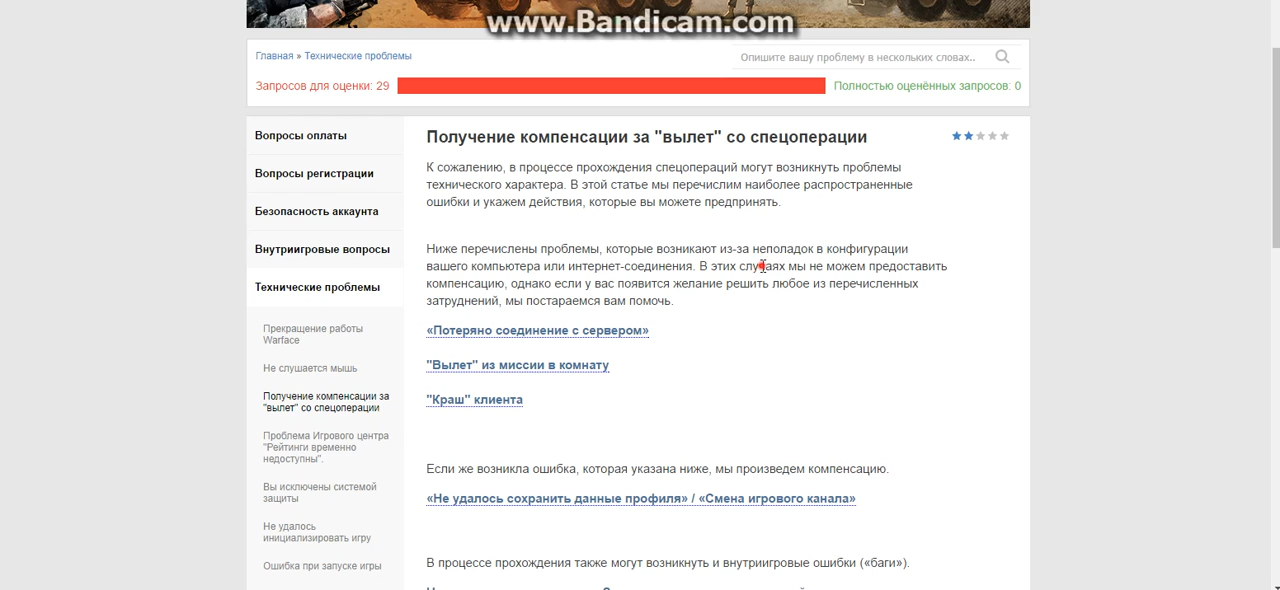 www.Bandicam.com
Главная » Технические проблемы
Опишите вашу проблему в нескольких словах..
Запросов для оценки: 29
Полностью оценённых запросов: 0
Вопросы оплаты
Вопросы регистрации
Безопасность аккаунта
Внутриигровые вопросы
Технические проблемы
Прекращение работы
Warface
Не слушается мышь
Получение компенсации за
"вылет" со спецоперации
Проблема Игрового центра
"Рейтинги временно
недоступны".
Вы исключены системой
защиты
Не удалось
инициализировать игру
Ошибка при запуске игры
Получение компенсации за "вылет" со спецоперации
К сожалению, в процессе прохождения спецопераций могут возникнуть проблемы
технического характера. В этой статье мы перечислим наиболее распространенные
ошибки и укажем действия, которые вы можете предпринять.
Ниже перечислены проблемы, которые возникают из-за неполадок в конфигурации
вашего компьютера или интернет-соединения. В этих случаях мы не можем предоставить
компенсацию, однако если у вас появится желание решить любое из перечисленных
затруднений, мы постараемся вам помочь.
«Потеряно соединение с сервером»
"Вылет" из миссии в комнату
"Краш" клиента
Если же возникла ошибка, которая указана ниже, мы произведем компенсацию.
«Не удалось сохранить данные профиля» / «Смена игрового канала»
В процессе прохождения также могут возникнуть и внутриигровые ошибки («баги»).